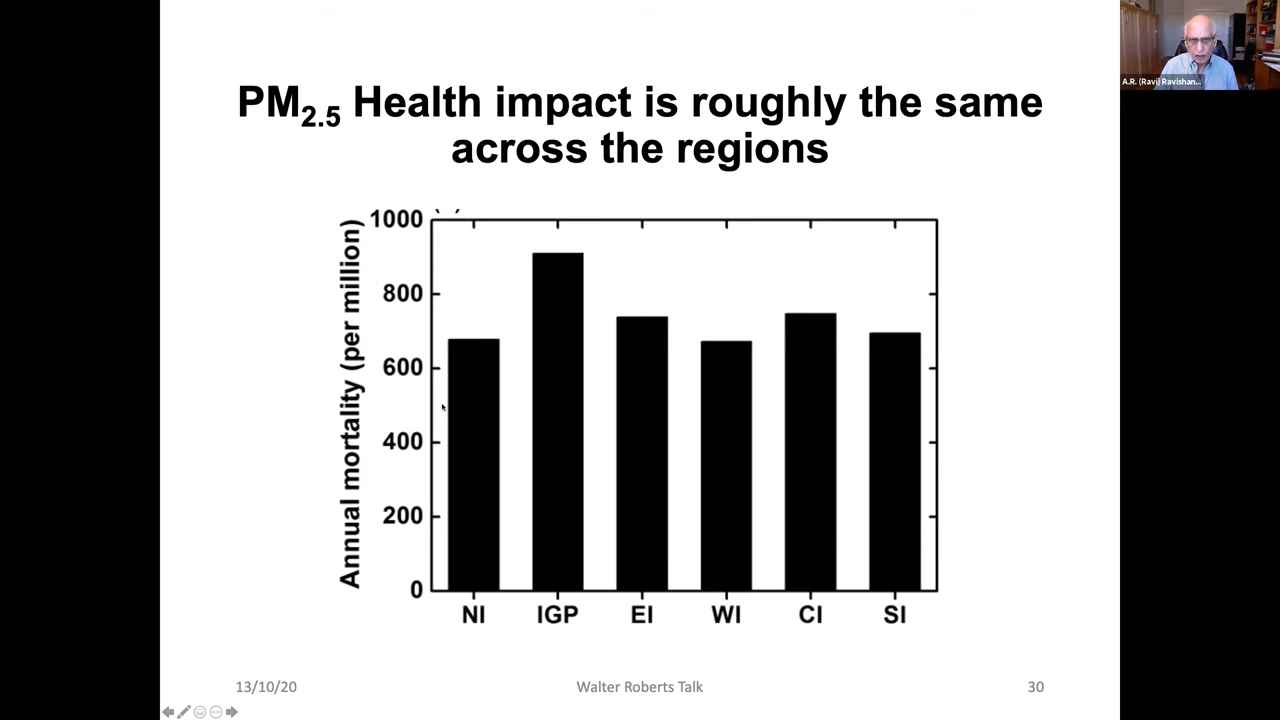 A.R. (Ravi) Ravishan...
PM2.5 Health impact is roughly the same
across the regions
Annual mortality (per million)
1000
800
600
400
200
0
NI IGP EI WI CI SI
13/10/20 Walter Roberts Talk 30